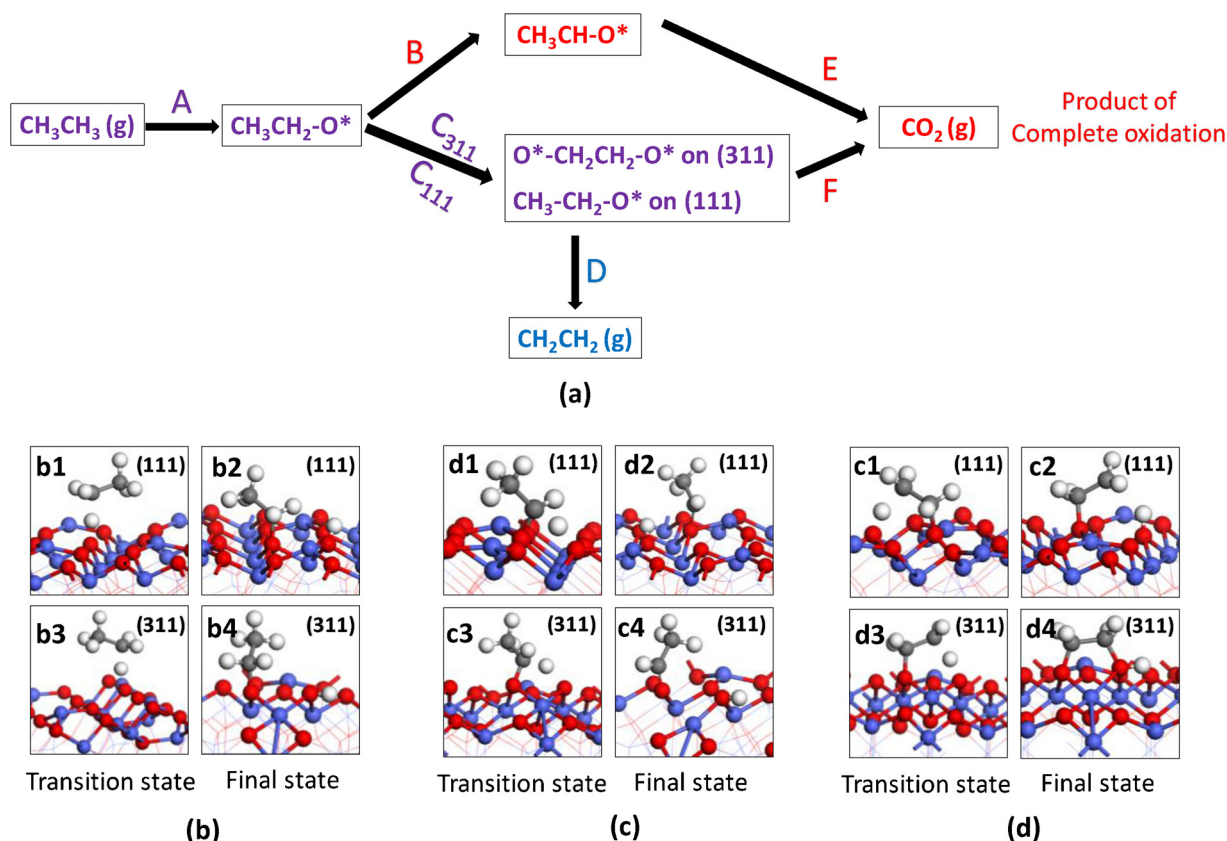 B
CH₃CH-O*
E
A
CH₃CH₃ (g)
CH₃CH₂-O*
C₃₁₁
C₁₁₁
O*-CH₂CH₂-O* on (311)
CH₃-CH₂-O* on (111)
CO₂ (g)
Product of
Complete oxidation
F
D
CH₂CH₂ (g)
(a)
b1 (111)
b2 (111)
d1 (111)
d2 (111)
c1 (111)
c2 (111)
b3 (311)
b4 (311)
c3 (311)
c4 (311)
d3 (311)
d4 (311)
Transition state
Final state
Transition state
Final state
Transition state
Final state
(b)
(c)
(d)